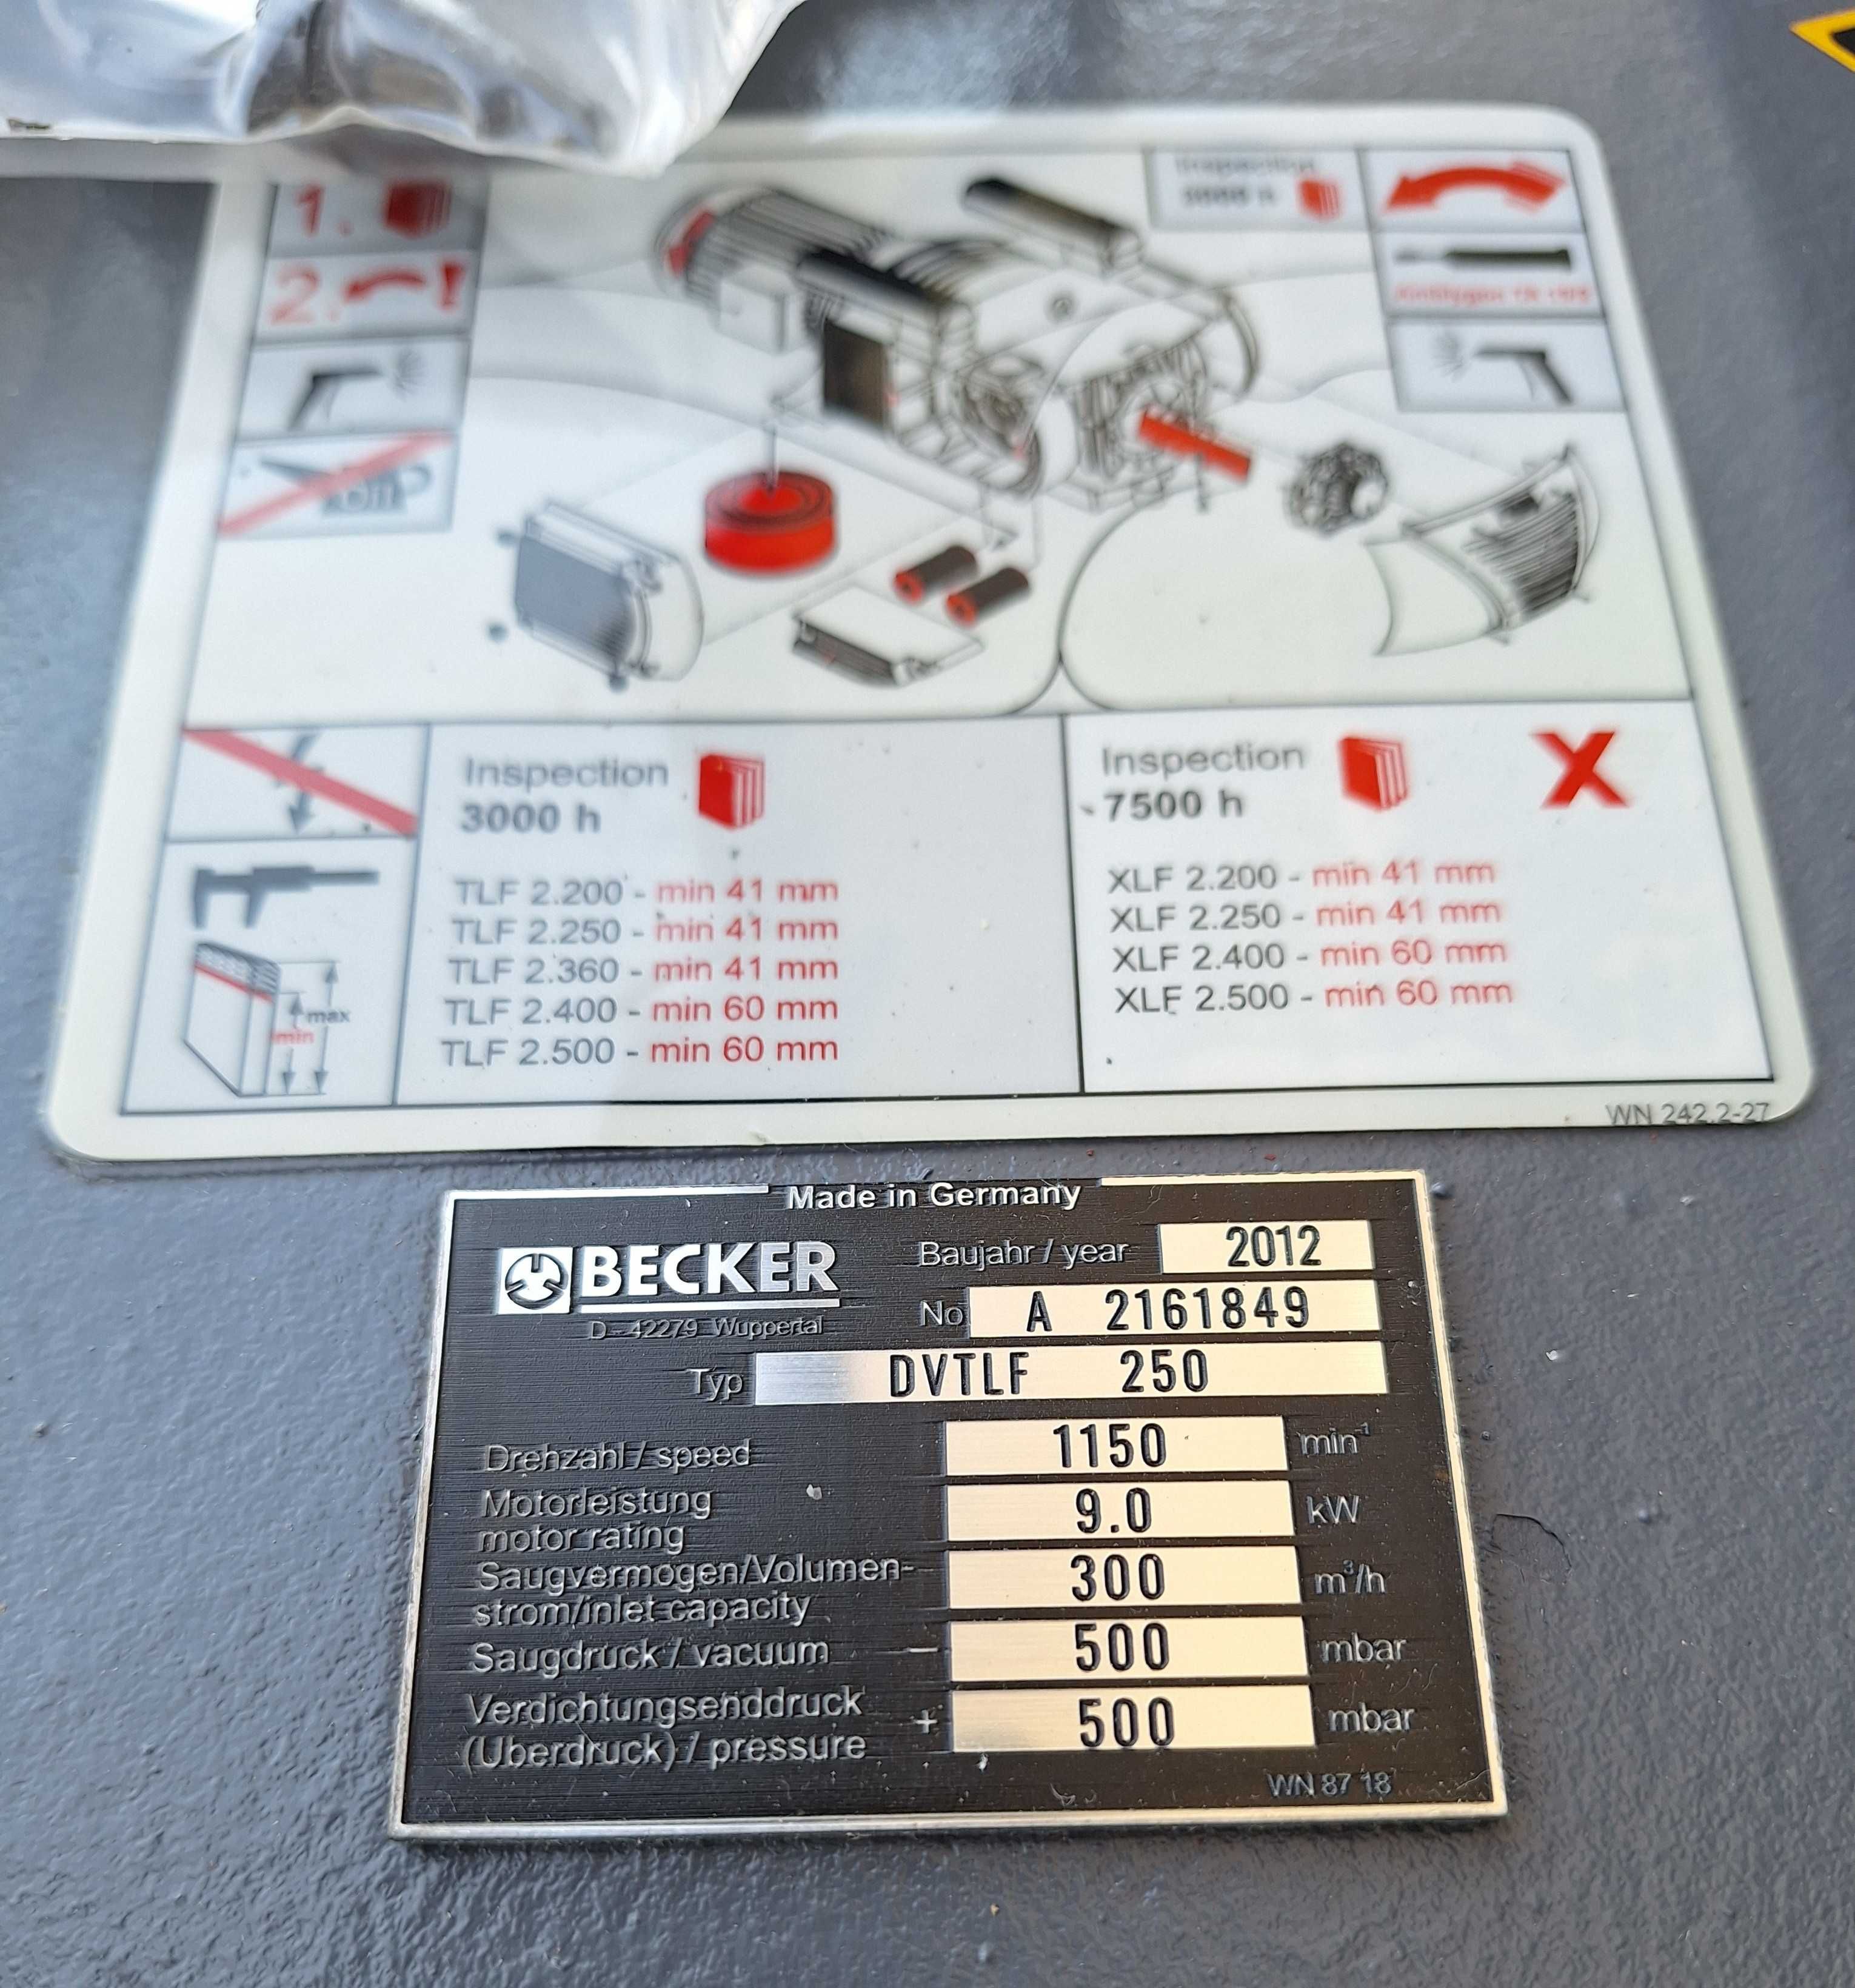 1.
Inspection
3000 h
2. !
OIL
Inspection
3000 h
TLF 2.200 - min 41 mm
TLF 2.250 - min 41 mm
TLF 2.360 - min 41 mm
TLF 2.400 - min 60 mm
TLF 2.500 - min 60 mm
max
min
Inspection
7500 h
X
XLF 2.200 - min 41 mm
XLF 2.250 - min 41 mm
XLF 2.400 - min 60 mm
XLF 2.500 - min 60 mm
WN 242.2-27
Made in Germany
BECKER
D-42279 Wuppertal
Baujahr / year 2012
No A 2161849
Typ DVTLF 250
Drehzahl / speed 1150 min⁻¹
Motorleistung
motor rating 9.0 kW
Saugvermögen/Volumen-
strom/inlet capacity 300 m³/h
Saugdruck / vacuum - 500 mbar
Verdichtungsenddruck
(Überdruck) / pressure + 500 mbar
WN 87 18